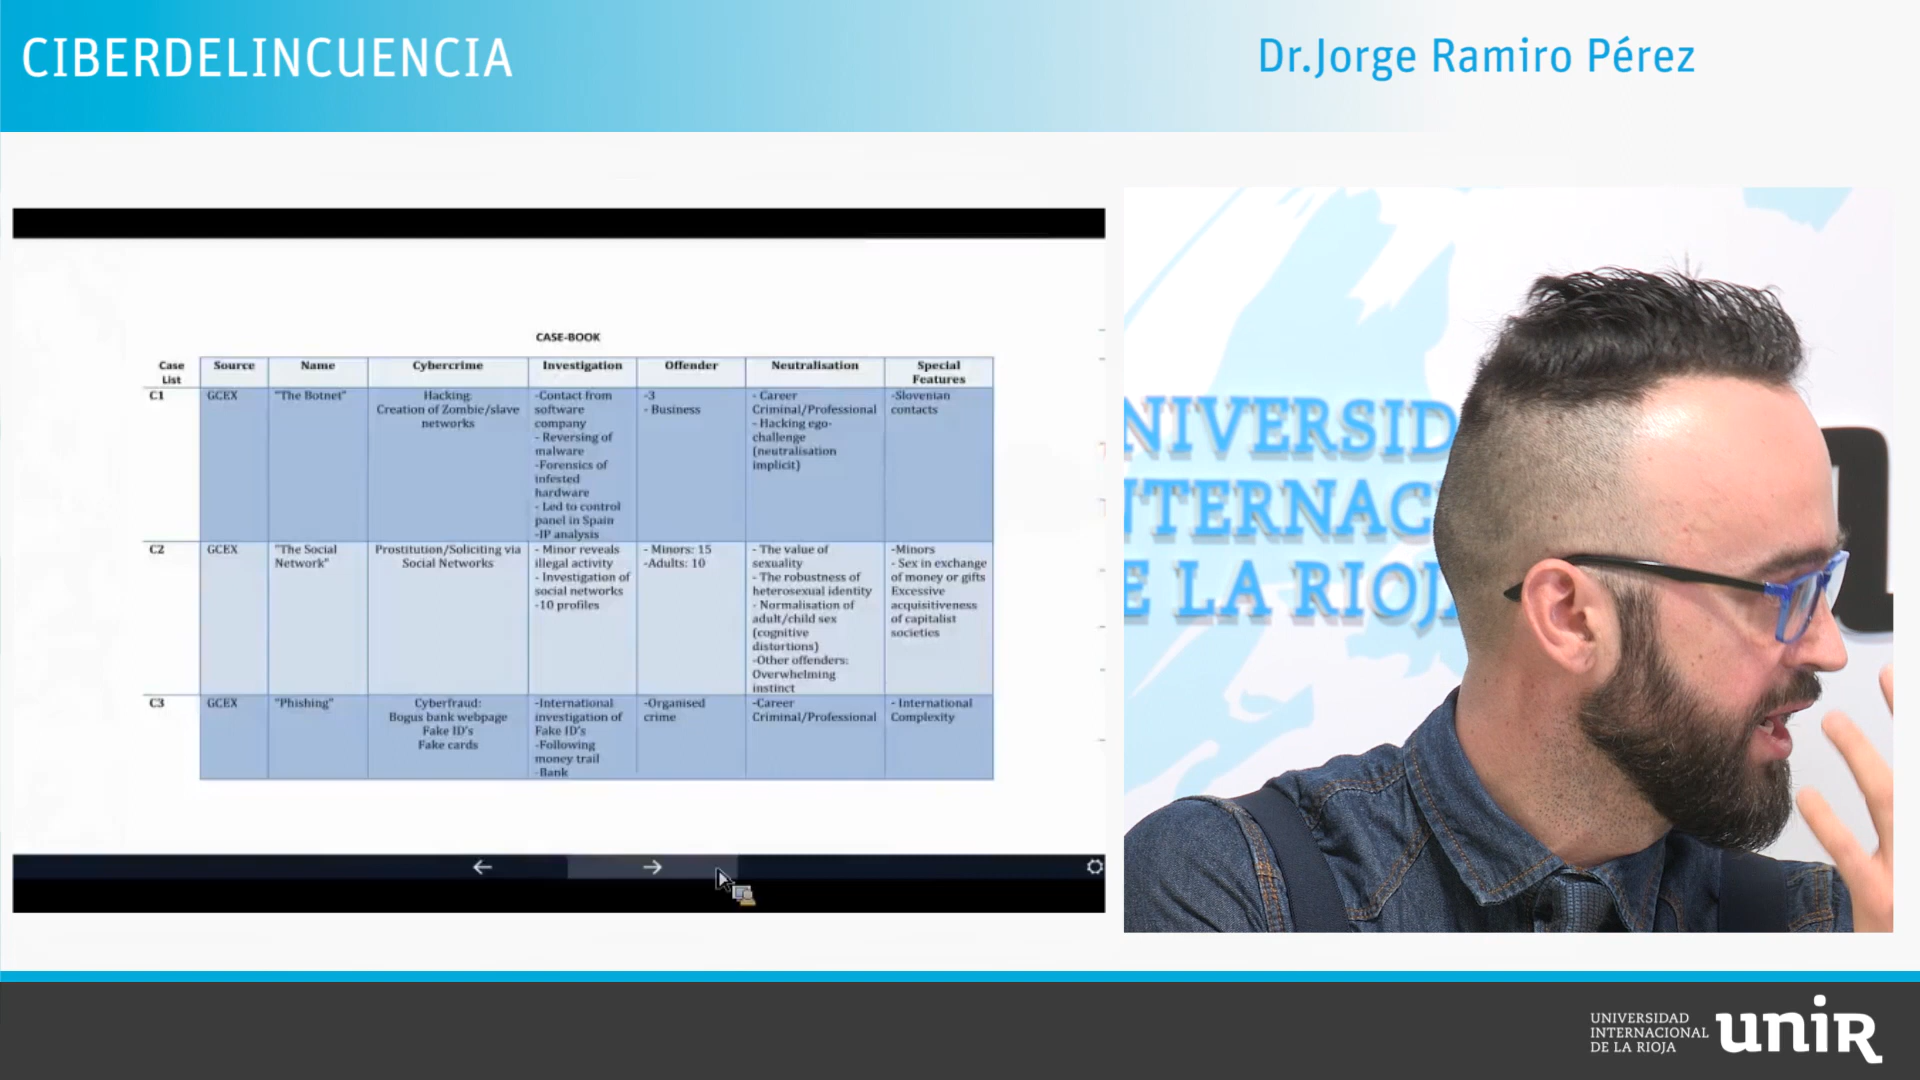 CIBERDELINCUENCIA
Dr.Jorge Ramiro Pérez
CASE-BOOK
Case List
Source
Name
Cybercrime
Investigation
Offender
Neutralisation
Special
Features
C1
GCEX
"The Botnet"
Hacking:
Creation of Zombie/slave
networks
-Contact from
software
company
- Reversing of
malware
-Forensics of
infested
hardware
- Led to control
panel in Spain
-IP analysis
-3
- Business
- Career
Criminal/Professional
- Hacking ego-
challenge
(neutralisation
implicit)
-Slovenian
contacts
C2
GCEX
"The Social
Network"
Prostitution/Soliciting via
Social Networks
- Minor reveals
illegal activity
- Investigation of
social networks
-10 profiles
- Minors: 15
-Adults: 10
- The value of
sexuality
- The robustness of
heterosexual identity
- Normalisation of
adult/child sex
(cognitive
distortions)
-Other offenders:
Overwhelming
instinct
-Minors
- Sex in exchange
of money or gifts
Excessive
acquisitiveness
of capitalist
societies
C3
GCEX
"Phishing"
Cyberfraud:
Bogus bank webpage
Fake ID's
Fake cards
-International
investigation of
Fake ID's
-Following
money trail
-Bank
-Organised
crime
-Career
Criminal/Professional
- International
Complexity
NIVERSID
NTERNAC
E LA RIOJ
UNIVERSIDAD
INTERNACIONAL
DE LA RIOJA
uniR